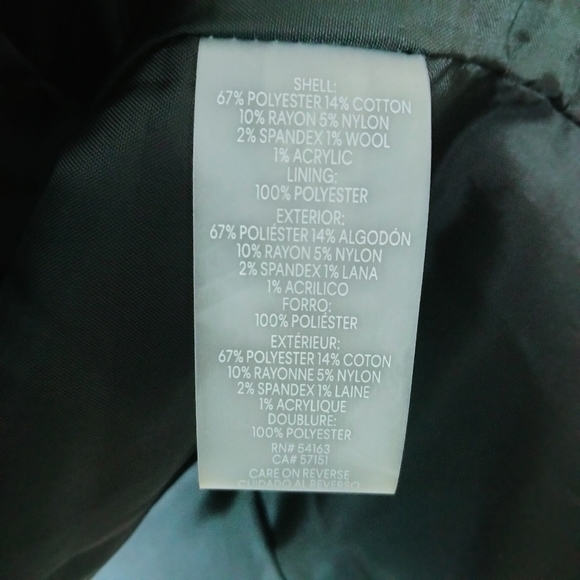 SHELL:
67% POLYESTER 14% COTTON
10% RAYON 5% NYLON
2% SPANDEX 1% WOOL
1% ACRYLIC
LINING:
100% POLYESTER
EXTERIOR:
67% POLIÉSTER 14% ALGODÓN
10% RAYON 5% NYLON
2% SPANDEX 1% LANA
1% ACRILICO
FORRO:
100% POLIÉSTER
EXTÉRIEUR:
67% POLYESTER 14% COTON
10% RAYONNE 5% NYLON
2% SPANDEX 1% LAINE
1% ACRYLIQUE
DOUBLURE:
100% POLYESTER
RN# 54163
CA# 57151
CARE ON REVERSE
CUIDADO AL REVERSO